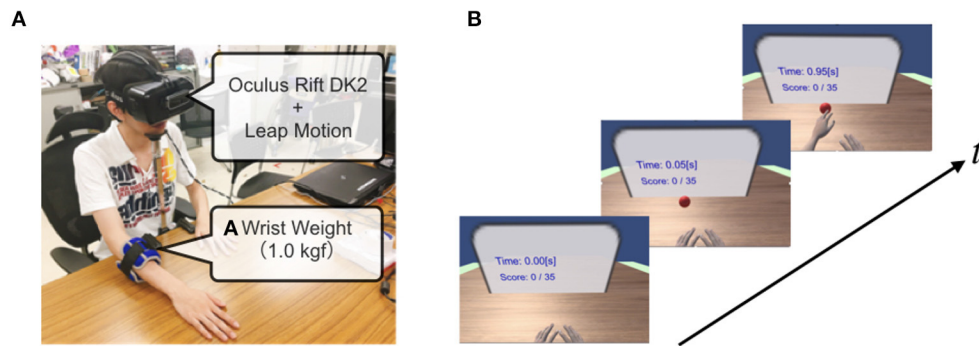 A
B
Oculus Rift DK2
+
Leap Motion
A Wrist Weight
(1.0 kgf)
Time: 0.95[s]
Score: 0 / 35
Time: 0.05[s]
Score: 0 / 35
Time: 0.00[s]
Score: 0 / 35
t